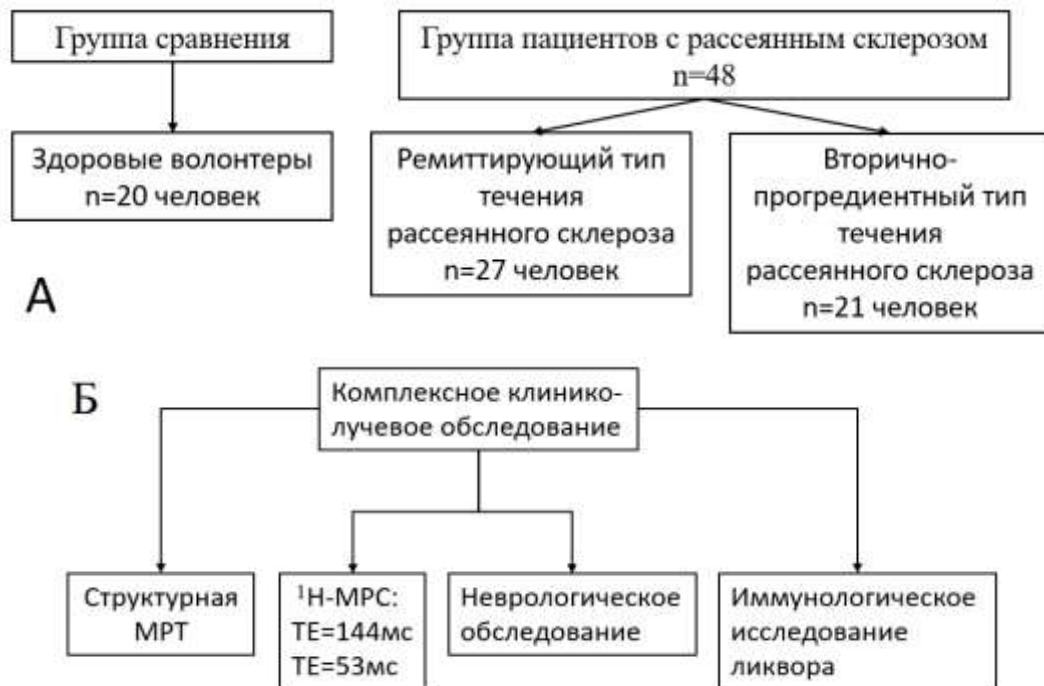 Группа сравнения
Группа пациентов с рассеянным склерозом
n=48
Здоровые волонтеры
n=20 человек
Ремиттирующий тип
течения
рассеянного склероза
n=27 человек
Вторично-
прогредиентный тип
течения
рассеянного склероза
n=21 человек
А
Б
Комплексное клинико-
лучевое обследование
Структурная
МРТ
¹Н-МРС:
TE=144мс
TE=53мс
Неврологическое
обследование
Иммунологическое
исследование
ликвора